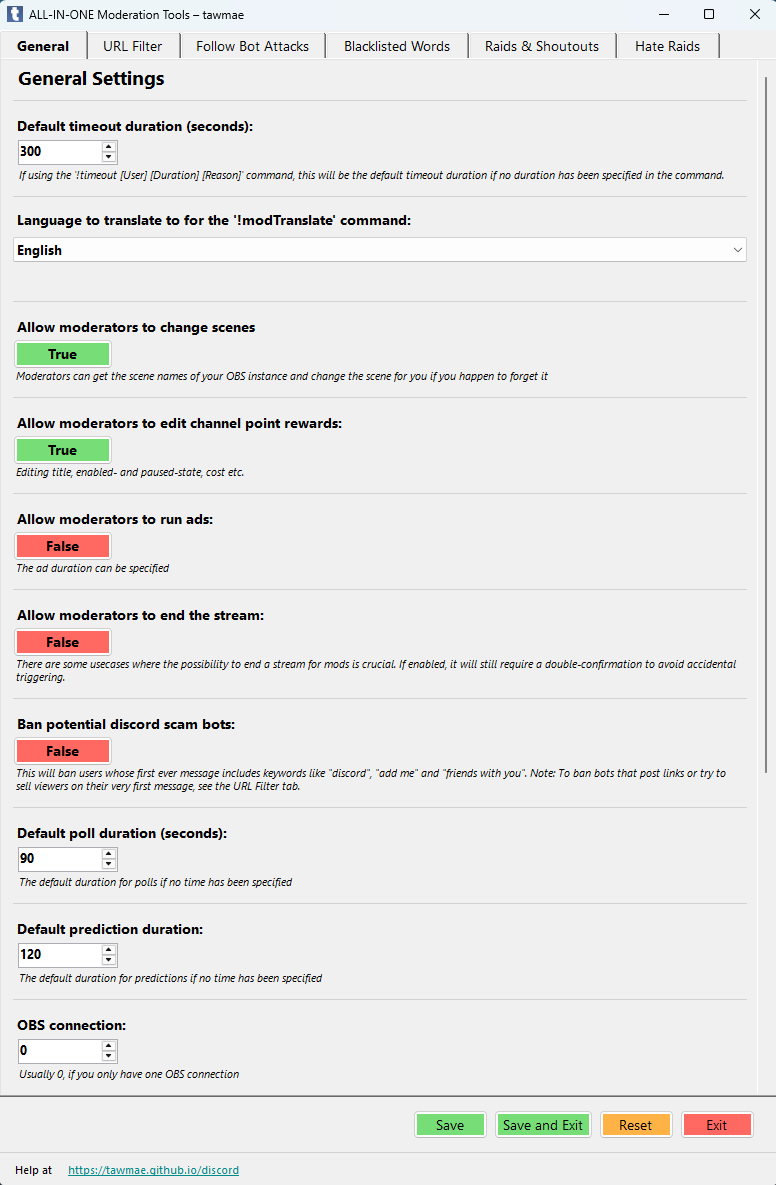 ALL-IN-ONE Moderation Tools – tawmae
General URL Filter Follow Bot Attacks Blacklisted Words Raids & Shoutouts Hate Raids
General Settings
Default timeout duration (seconds):
300
If using the '!timeout [User] [Duration] [Reason]' command, this will be the default timeout duration if no duration has been specified in the command.
Language to translate to for the '!modTranslate' command:
English
Allow moderators to change scenes
True
Moderators can get the scene names of your OBS instance and change the scene for you if you happen to forget it
Allow moderators to edit channel point rewards:
True
Editing title, enabled- and paused-state, cost etc.
Allow moderators to run ads:
False
The ad duration can be specified
Allow moderators to end the stream:
False
There are some usecases where the possibility to end a stream for mods is crucial. If enabled, it will still require a double-confirmation to avoid accidental
triggering.
Ban potential discord scam bots:
False
This will ban users whose first ever message includes keywords like "discord", "add me" and "friends with you". Note: To ban bots that post links or try to
sell viewers on their very first message, see the URL Filter tab.
Default poll duration (seconds):
90
The default duration for polls if no time has been specified
Default prediction duration:
120
The default duration for predictions if no time has been specified
OBS connection:
0
Usually 0, if you only have one OBS connection
Save Save and Exit Reset Exit
Help at https://tawmae.github.io/discord